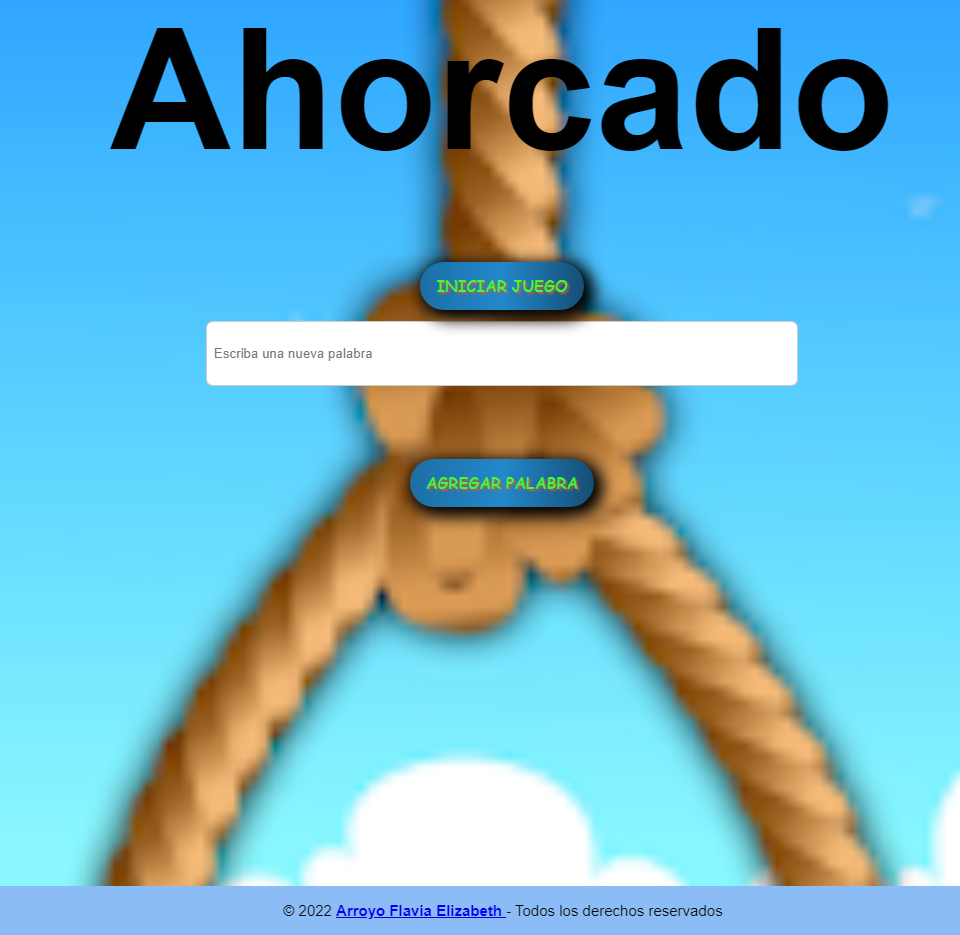 Ahorcado
INICIAR JUEGO
Escriba una nueva palabra
AGREGAR PALABRA
© 2022 Arroyo Flavia Elizabeth - Todos los derechos reservados